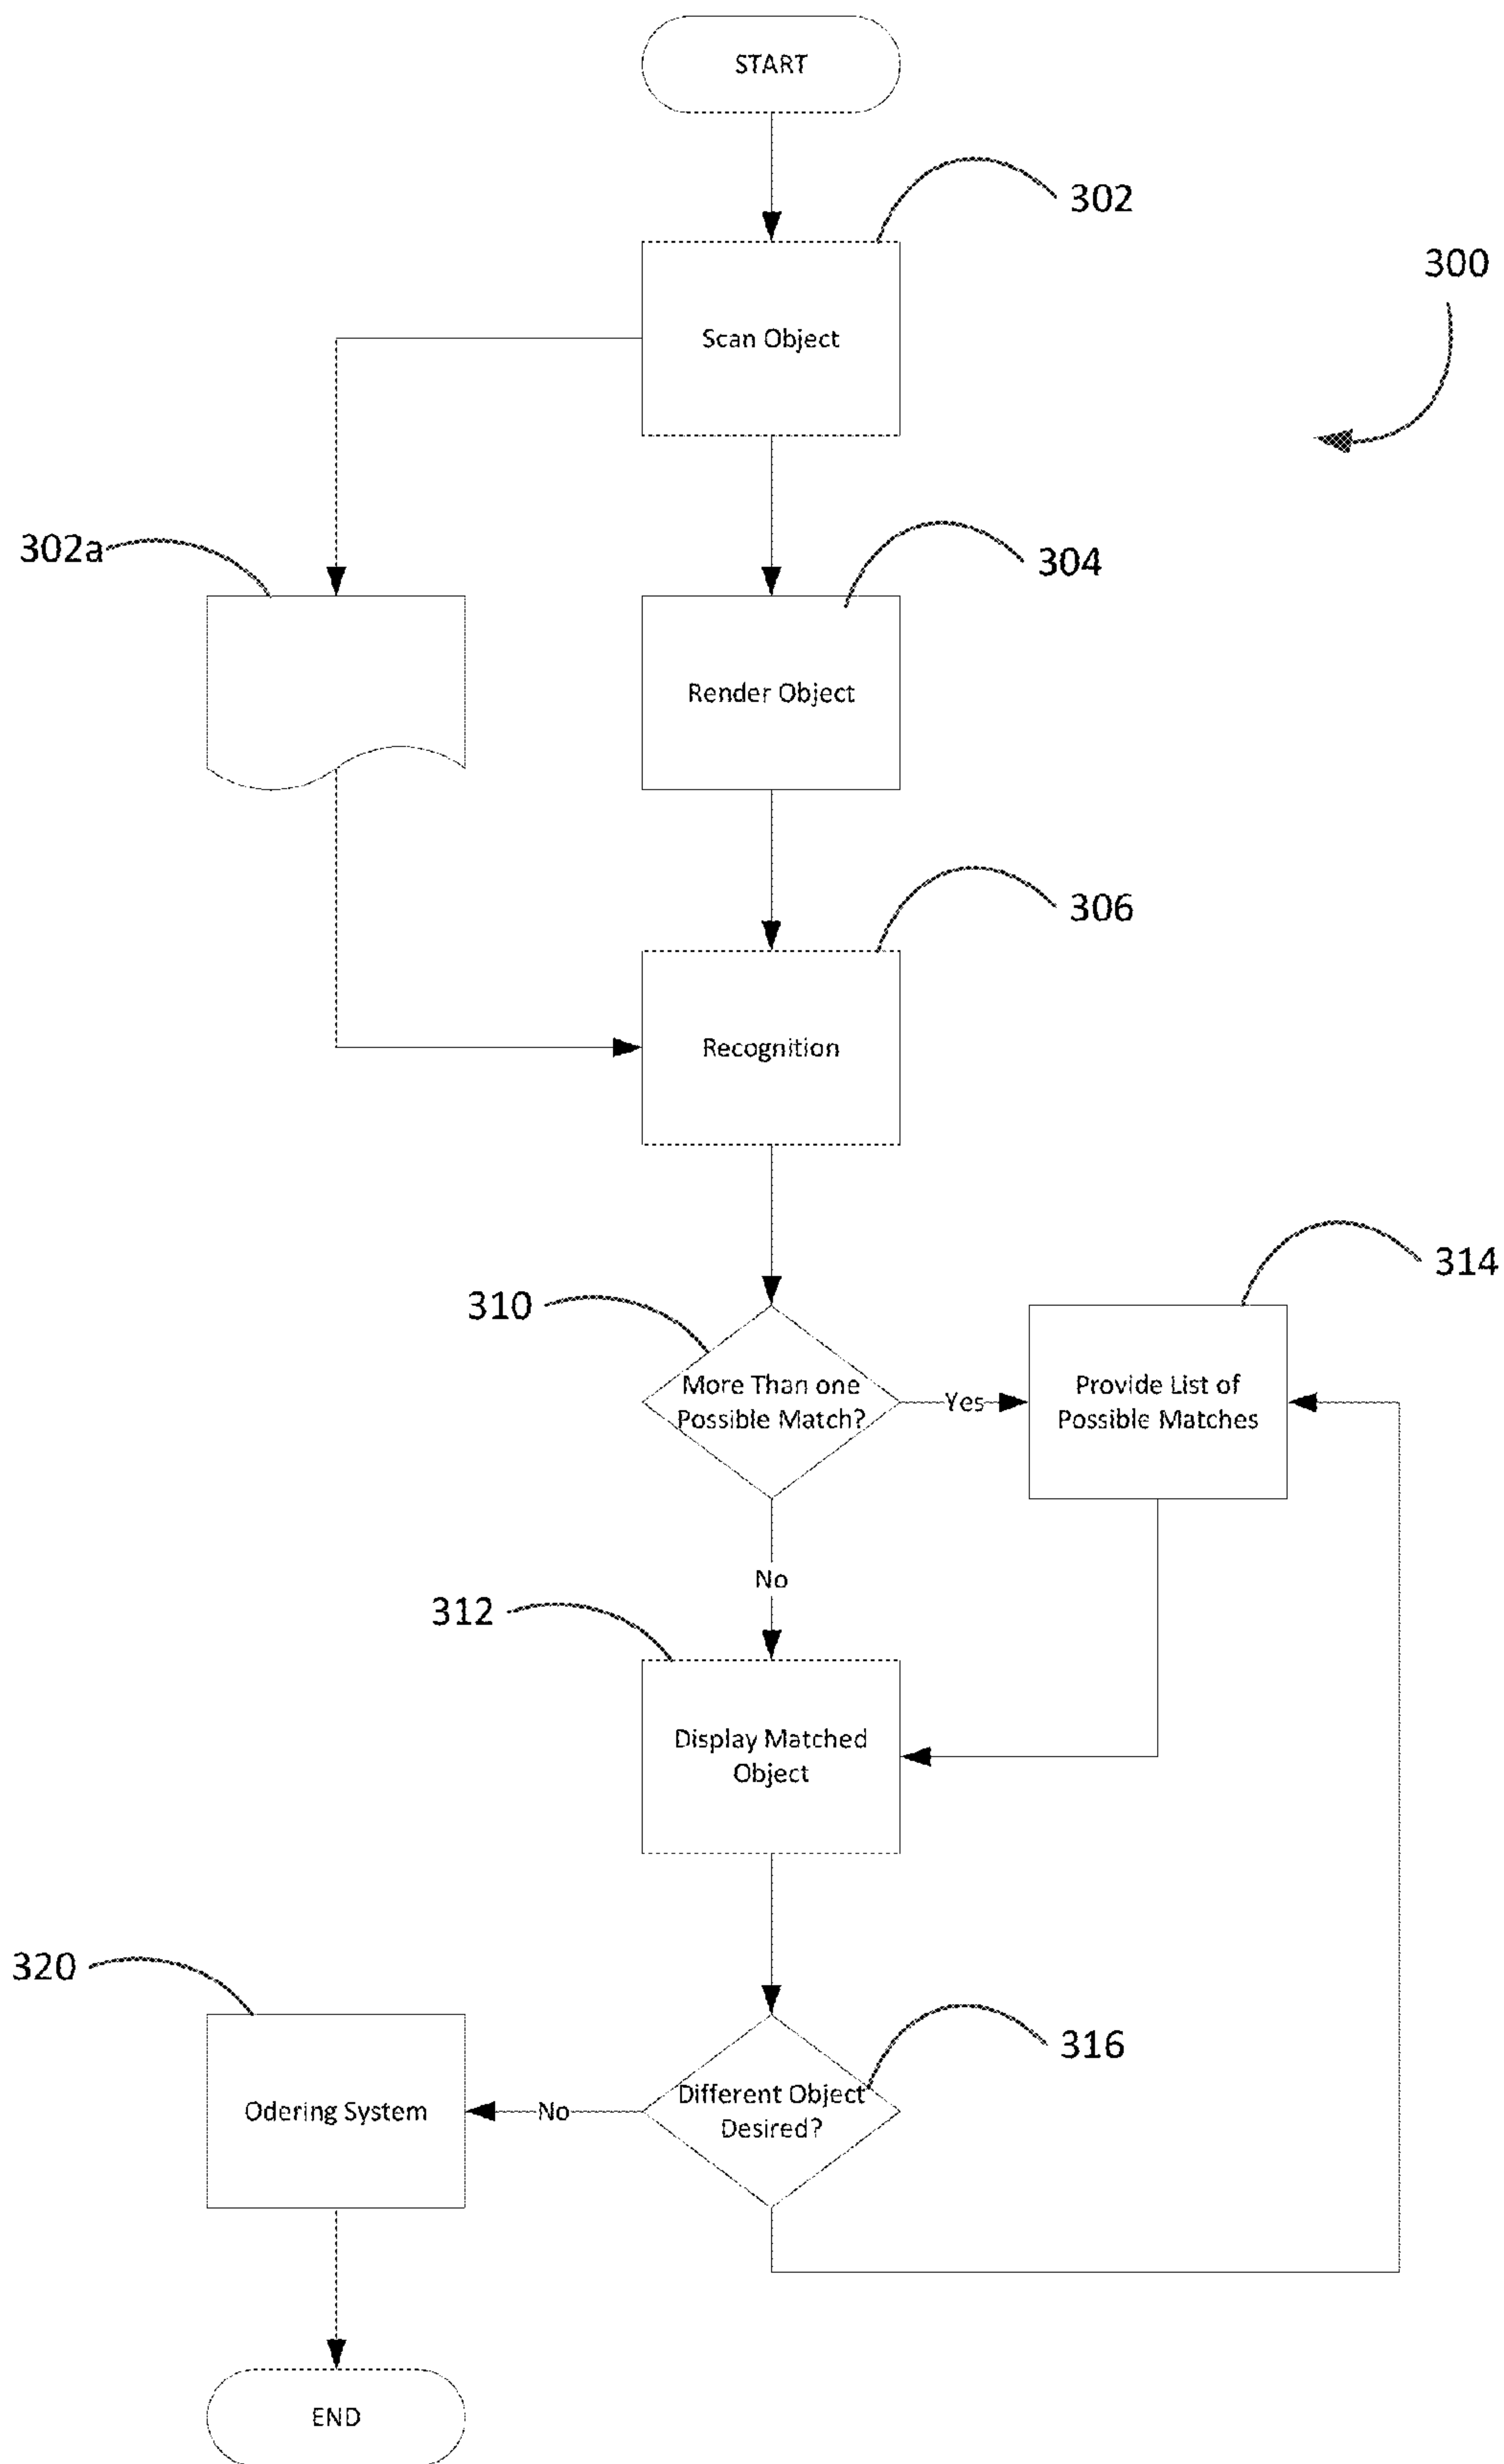 START
302
300
Scan Object
302a
304
Render Object
306
Recognition
314
310
More Than one
Possible Match?
Yes
Provide List of
Possible Matches
No
312
Display Matched
Object
320
316
Different Object
Desired?
No
Odering System
END